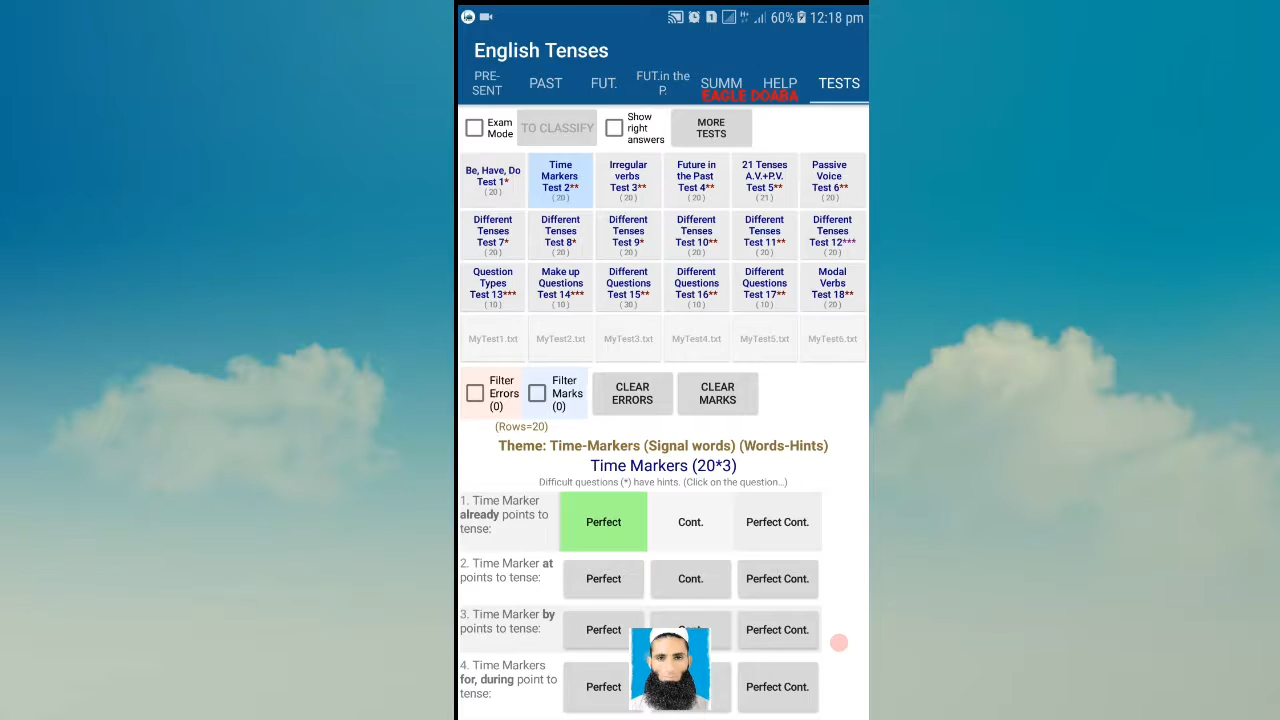 60% 12:18 pm
English Tenses
PRE-
SENT
PAST
FUT.
FUT.in the
P.
SUMM
HELP
TESTS
EAGLE DOABA
Exam
Mode
TO CLASSIFY
Show
right
answers
MORE
TESTS
Be, Have, Do
Test 1*
( 20 )
Time
Markers
Test 2**
( 20 )
Irregular
verbs
Test 3**
( 20 )
Future in
the Past
Test 4**
( 20 )
21 Tenses
A.V.+P.V.
Test 5**
( 21 )
Passive
Voice
Test 6**
( 20 )
Different
Tenses
Test 7*
( 20 )
Different
Tenses
Test 8*
( 20 )
Different
Tenses
Test 9*
( 20 )
Different
Tenses
Test 10**
( 20 )
Different
Tenses
Test 11**
( 20 )
Different
Tenses
Test 12***
( 20 )
Question
Types
Test 13***
( 10 )
Make up
Questions
Test 14***
( 10 )
Different
Questions
Test 15**
( 30 )
Different
Questions
Test 16**
( 10 )
Different
Questions
Test 17**
( 10 )
Modal
Verbs
Test 18**
( 20 )
MyTest1.txt
MyTest2.txt
MyTest3.txt
MyTest4.txt
MyTest5.txt
MyTest6.txt
Filter
Errors
(0)
Filter
Marks
(0)
CLEAR
ERRORS
CLEAR
MARKS
(Rows=20)
Theme: Time-Markers (Signal words) (Words-Hints)
Time Markers (20*3)
Difficult questions (*) have hints. (Click on the question...)
1. Time Marker
already points to
tense:
Perfect
Cont.
Perfect Cont.
2. Time Marker at
points to tense:
Perfect
Cont.
Perfect Cont.
3. Time Marker by
points to tense:
Perfect
Perfect Cont.
4. Time Markers
for, during point to
tense:
Perfect
Perfect Cont.